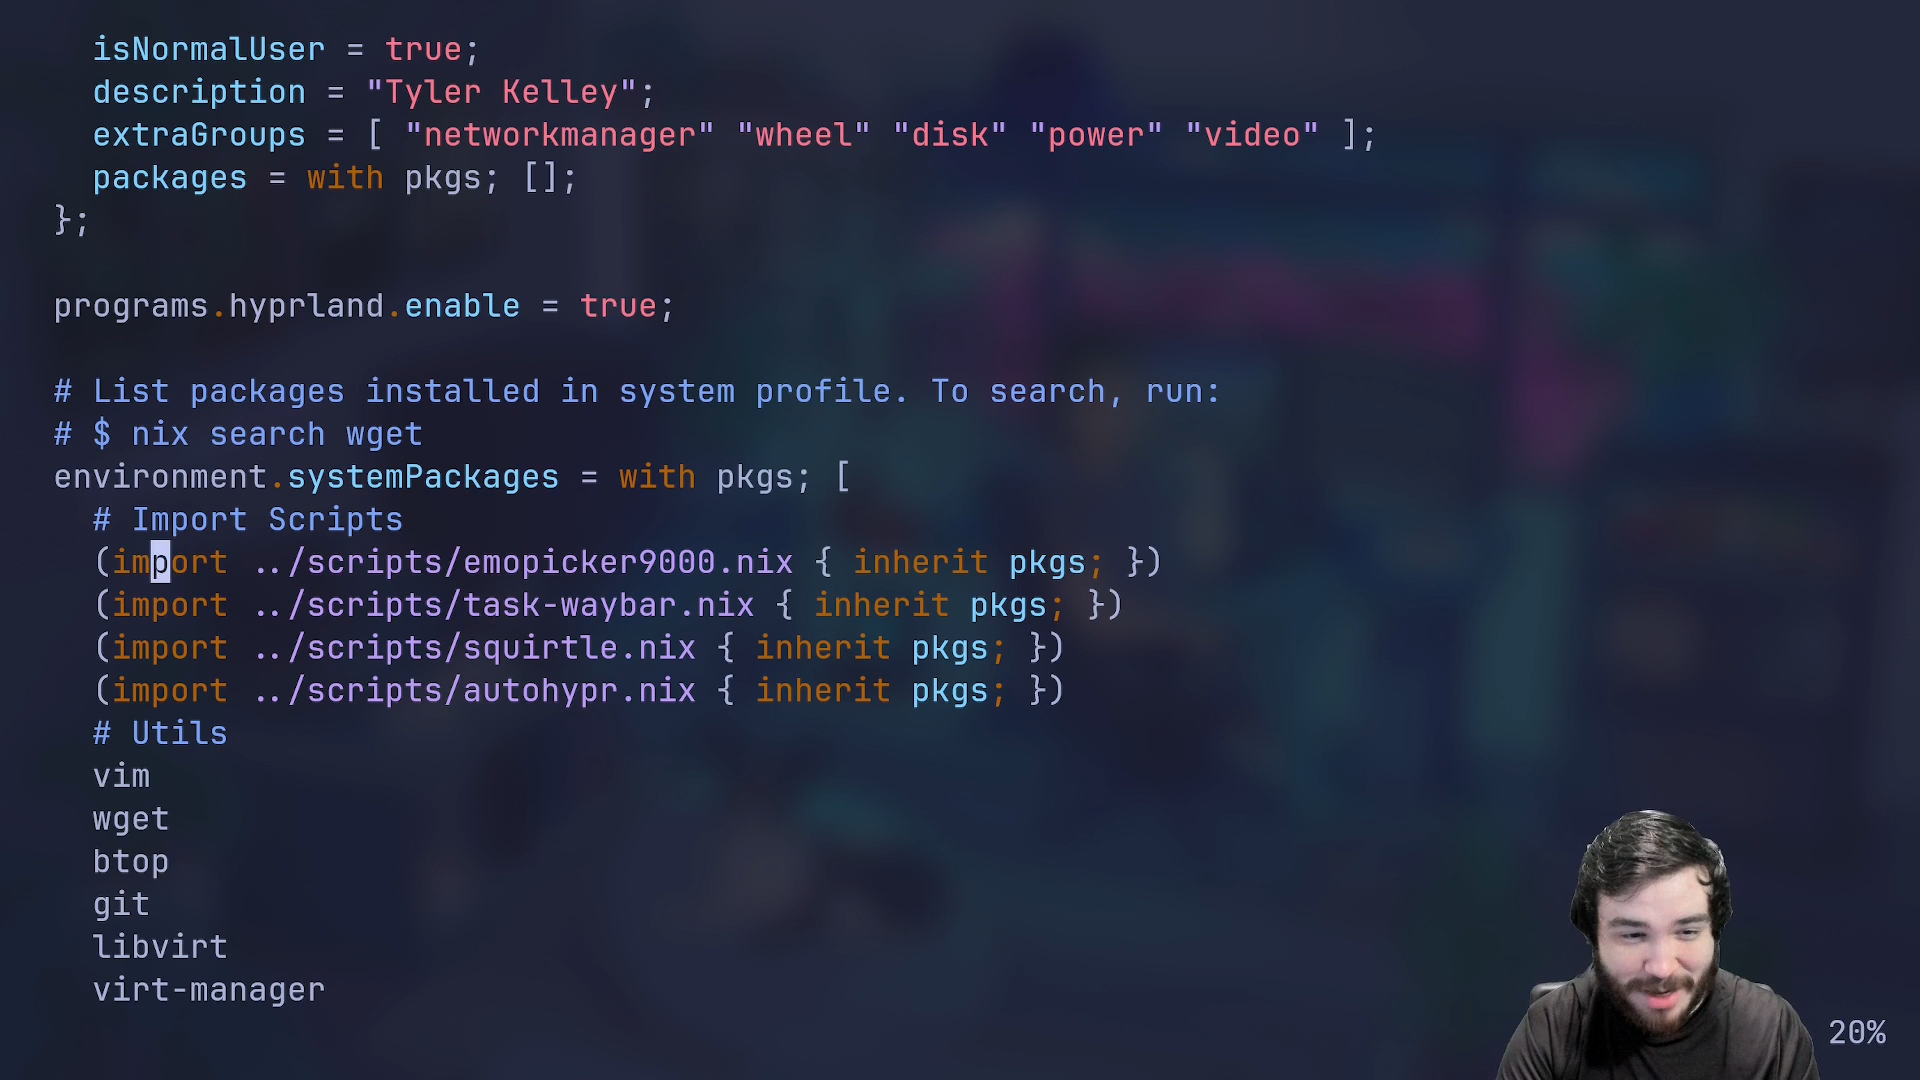 isNormalUser = true;
description = "Tyler Kelley";
extraGroups = [ "networkmanager" "wheel" "disk" "power" "video" ];
packages = with pkgs; [];
};
programs.hyprland.enable = true;
# List packages installed in system profile. To search, run:
# $ nix search wget
environment.systemPackages = with pkgs; [
# Import Scripts
(import ../scripts/emopicker9000.nix { inherit pkgs; })
(import ../scripts/task-waybar.nix { inherit pkgs; })
(import ../scripts/squirtle.nix { inherit pkgs; })
(import ../scripts/autohypr.nix { inherit pkgs; })
# Utils
vim
wget
btop
git
libvirt
virt-manager
20%